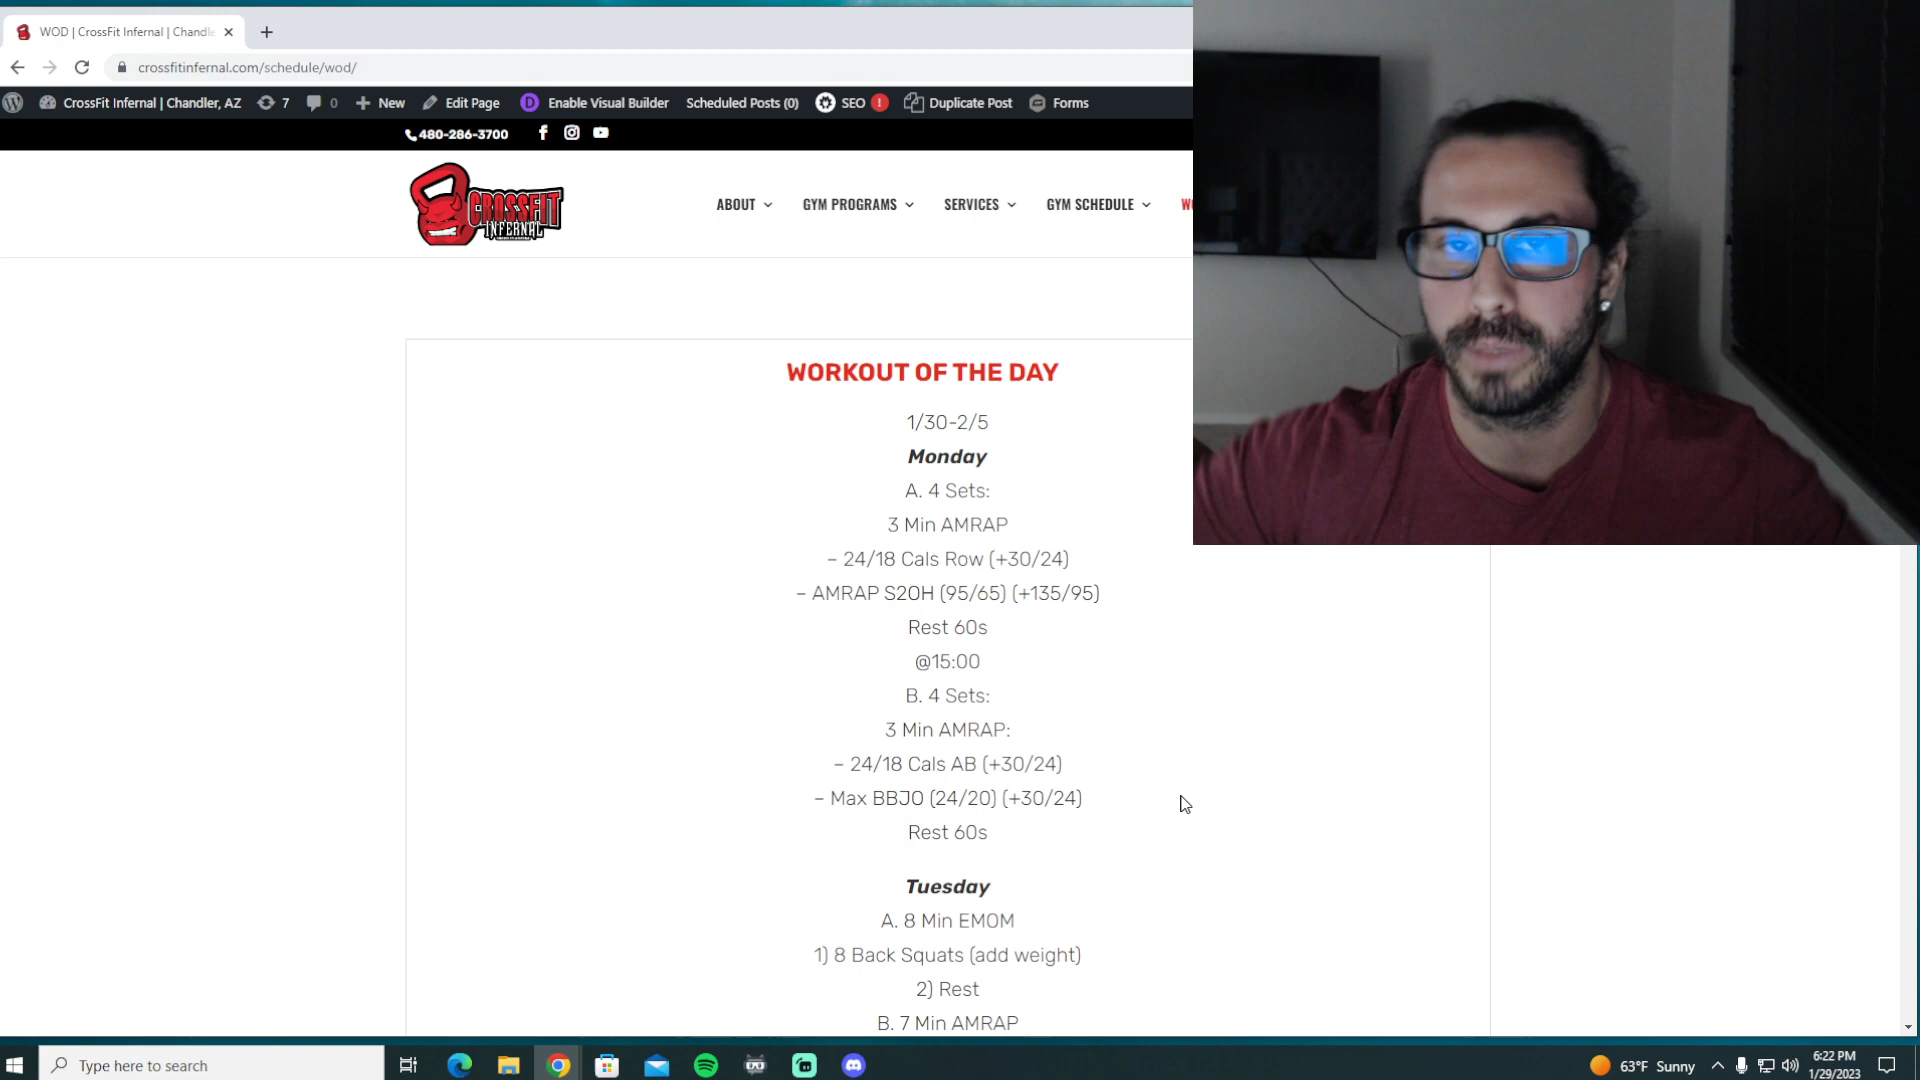 WOD | CrossFit Infernal | Chandle
crossfitinfernal.com/schedule/wod/
CrossFit Infernal | Chandler, AZ 7 0 New Edit Page Enable Visual Builder Scheduled Posts (0) SEO ! Duplicate Post Forms
480-286-3700
CROSSFIT
INFERNAL
ABOUT GYM PROGRAMS SERVICES GYM SCHEDULE
WORKOUT OF THE DAY
1/30-2/5
Monday
A. 4 Sets:
3 Min AMRAP
– 24/18 Cals Row (+30/24)
– AMRAP S2OH (95/65) (+135/95)
Rest 60s
@15:00
B. 4 Sets:
3 Min AMRAP:
– 24/18 Cals AB (+30/24)
– Max BBJO (24/20) (+30/24)
Rest 60s
Tuesday
A. 8 Min EMOM
1) 8 Back Squats (add weight)
2) Rest
B. 7 Min AMRAP
Type here to search
63°F Sunny
6:22 PM
1/29/2023